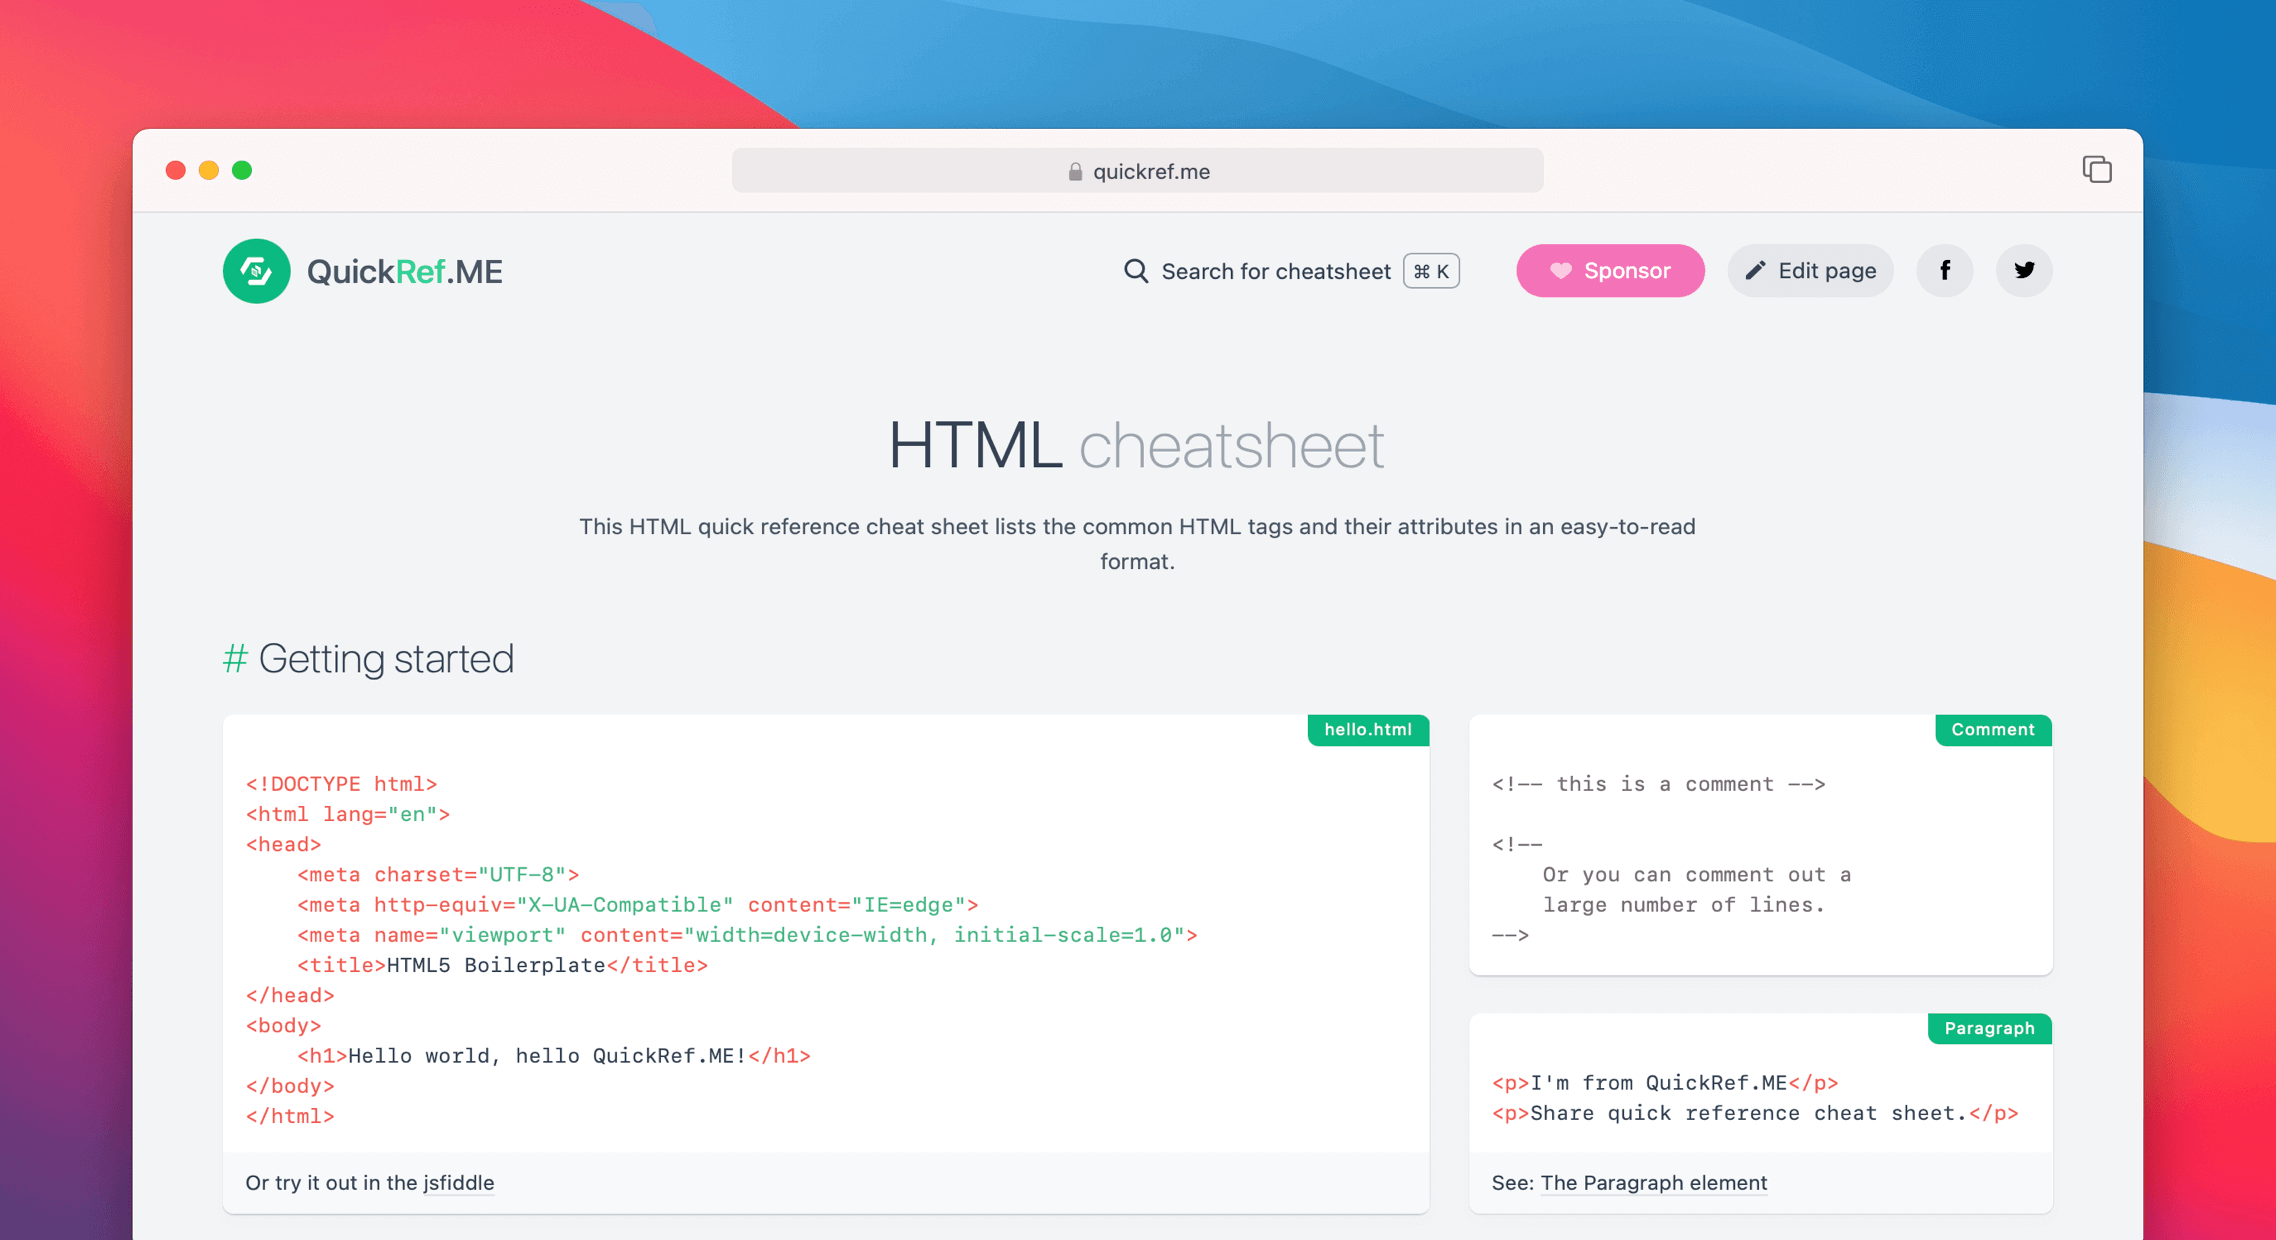 quickref.me
QuickRef.ME
Search for cheatsheet ⌘ K
Sponsor
Edit page
HTML cheatsheet
This HTML quick reference cheat sheet lists the common HTML tags and their attributes in an easy-to-read
format.
# Getting started
hello.html
<!DOCTYPE html>
<html lang="en">
<head>
    <meta charset="UTF-8">
    <meta http-equiv="X-UA-Compatible" content="IE=edge">
    <meta name="viewport" content="width=device-width, initial-scale=1.0">
    <title>HTML5 Boilerplate</title>
</head>
<body>
    <h1>Hello world, hello QuickRef.ME!</h1>
</body>
</html>
Or try it out in the jsfiddle
Comment
<!-- this is a comment -->
<!--
    Or you can comment out a
    large number of lines.
-->
Paragraph
<p>I'm from QuickRef.ME</p>
<p>Share quick reference cheat sheet.</p>
See: The Paragraph element